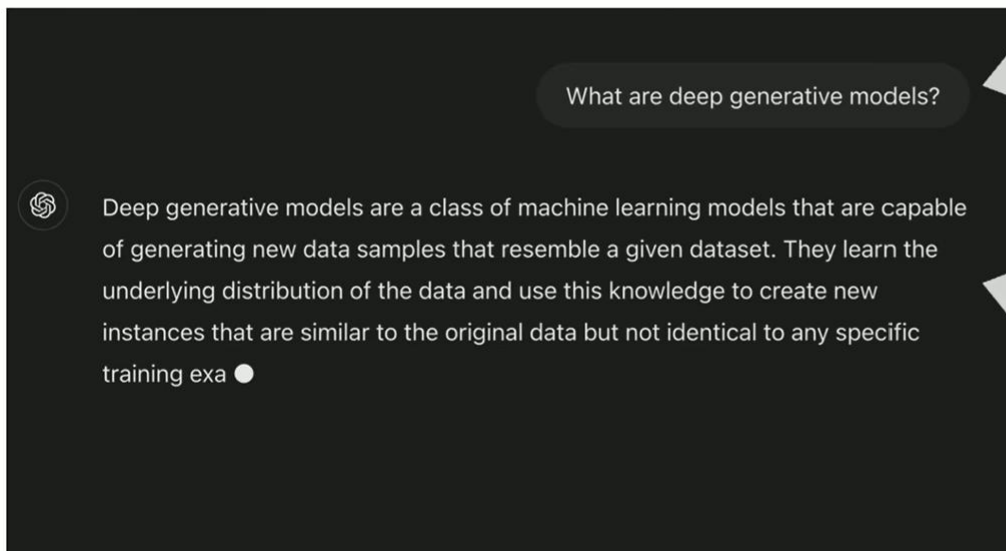 What are deep generative models?
Deep generative models are a class of machine learning models that are capable
of generating new data samples that resemble a given dataset. They learn the
underlying distribution of the data and use this knowledge to create new
instances that are similar to the original data but not identical to any specific
training exa